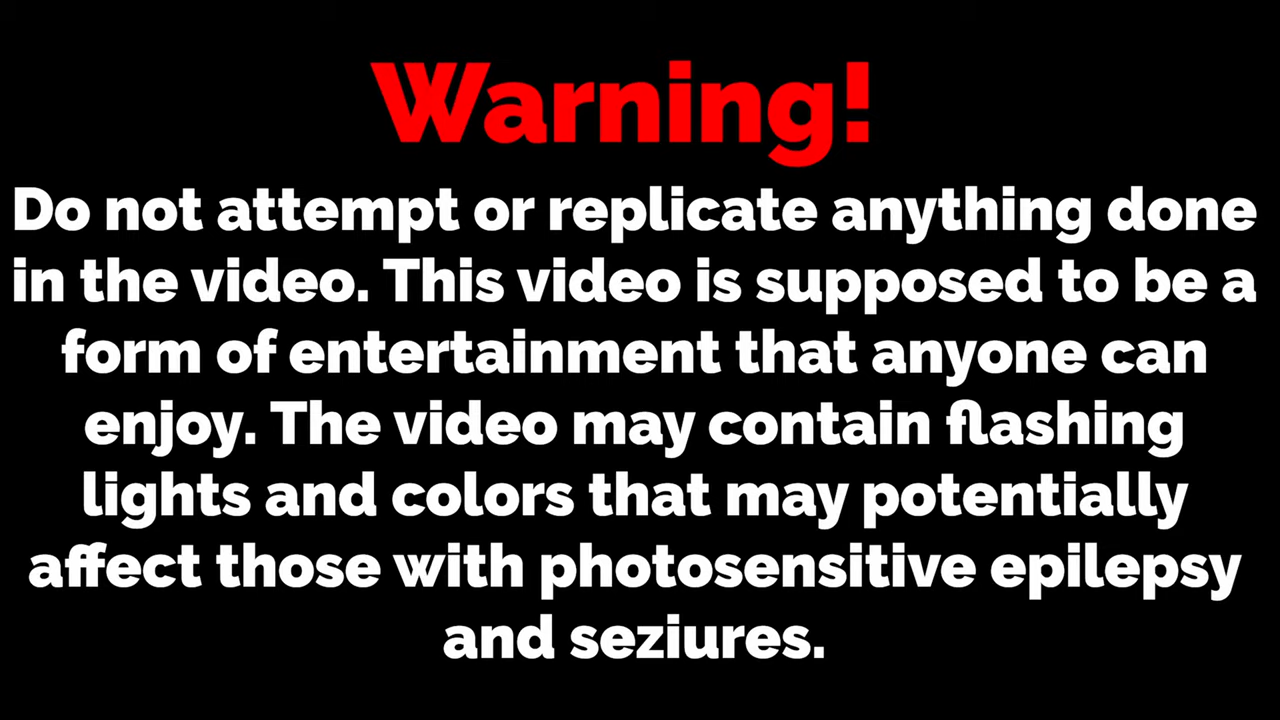 Warning!
Do not attempt or replicate anything done
in the video. This video is supposed to be a
form of entertainment that anyone can
enjoy. The video may contain flashing
lights and colors that may potentially
affect those with photosensitive epilepsy
and seziures.